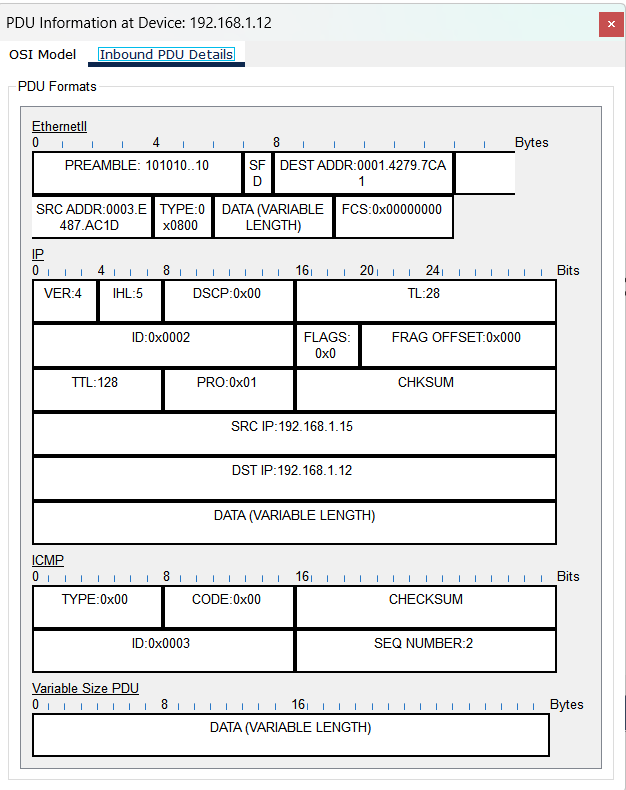 PDU Information at Device: 192.168.1.12
OSI Model Inbound PDU Details
PDU Formats
EthernetII
0 4 8 Bytes
PREAMBLE: 101010..10 SF DEST ADDR:0001.4279.7CA
D 1
SRC ADDR:0003.E TYPE:0 DATA (VARIABLE FCS:0x00000000
487.AC1D x0800 LENGTH)
IP
0 4 8 16 20 24 Bits
VER:4 IHL:5 DSCP:0x00 TL:28
ID:0x0002 FLAGS: FRAG OFFSET:0x000
0x0
TTL:128 PRO:0x01 CHKSUM
SRC IP:192.168.1.15
DST IP:192.168.1.12
DATA (VARIABLE LENGTH)
ICMP
0 8 16 Bits
TYPE:0x00 CODE:0x00 CHECKSUM
ID:0x0003 SEQ NUMBER:2
Variable Size PDU
0 8 16 Bytes
DATA (VARIABLE LENGTH)